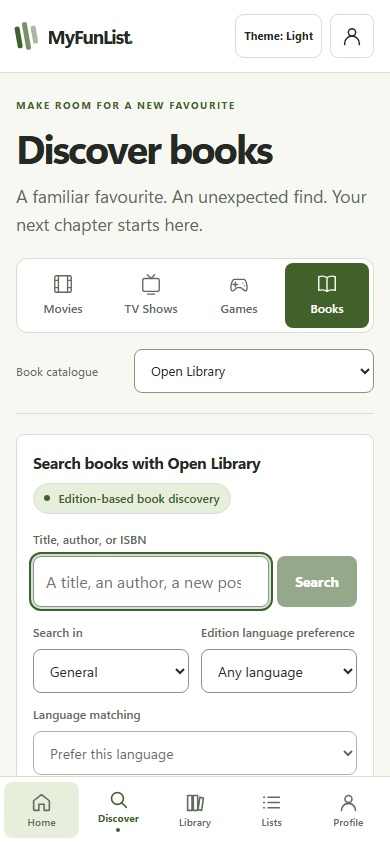 MyFunList.
Theme: Light
MAKE ROOM FOR A NEW FAVOURITE
Discover books
A familiar favourite. An unexpected find. Your
next chapter starts here.
Movies
TV Shows
Games
Books
Book catalogue
Open Library
Search books with Open Library
Edition-based book discovery
Title, author, or ISBN
A title, an author, a new pos
Search
Search in
Edition language preference
General
Any language
Language matching
Prefer this language
Home
Discover
Library
Lists
Profile